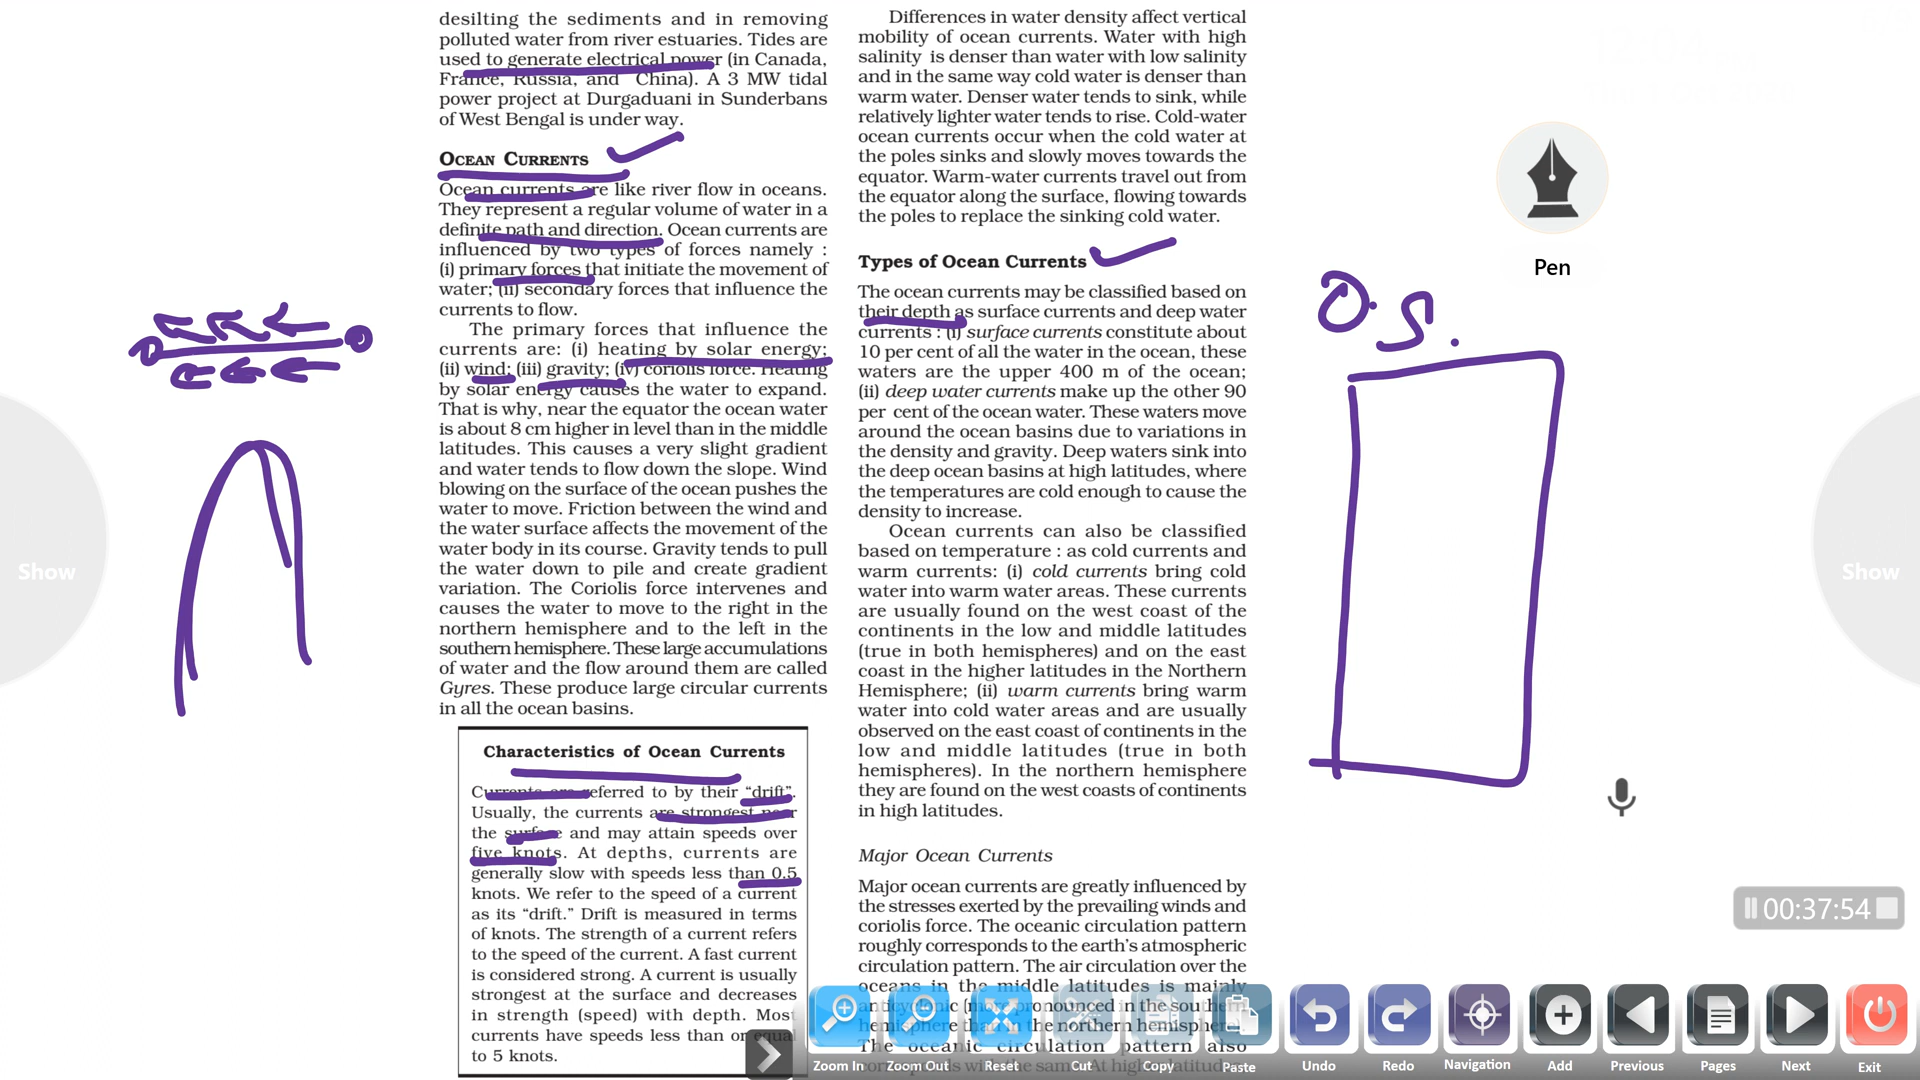 desilting the sediments and in removing
polluted water from river estuaries. Tides are
used to generate electrical power (in Canada,
France, Russia, and China). A 3 MW tidal
power project at Durgaduani in Sunderbans
of West Bengal is under way.
OCEAN CURRENTS
Ocean currents are like river flow in oceans.
They represent a regular volume of water in a
definite path and direction. Ocean currents are
influenced by two types of forces namely :
(i) primary forces that initiate the movement of
water; (ii) secondary forces that influence the
currents to flow.
The primary forces that influence the
currents are: (i) heating by solar energy;
(ii) wind; (iii) gravity; (iv) coriolis force. Heating
by solar energy causes the water to expand.
That is why, near the equator the ocean water
is about 8 cm higher in level than in the middle
latitudes. This causes a very slight gradient
and water tends to flow down the slope. Wind
blowing on the surface of the ocean pushes the
water to move. Friction between the wind and
the water surface affects the movement of the
water body in its course. Gravity tends to pull
the water down to pile and create gradient
variation. The Coriolis force intervenes and
causes the water to move to the right in the
northern hemisphere and to the left in the
southern hemisphere. These large accumulations
of water and the flow around them are called
Gyres. These produce large circular currents
in all the ocean basins.
Characteristics of Ocean Currents
Currents are referred to by their “drift”.
Usually, the currents are strongest near
the surface and may attain speeds over
five knots. At depths, currents are
generally slow with speeds less than 0.5
knots. We refer to the speed of a current
as its “drift.” Drift is measured in terms
of knots. The strength of a current refers
to the speed of the current. A fast current
is considered strong. A current is usually
strongest at the surface and decreases
in strength (speed) with depth. Most
currents have speeds less than or equal
to 5 knots.
Differences in water density affect vertical
mobility of ocean currents. Water with high
salinity is denser than water with low salinity
and in the same way cold water is denser than
warm water. Denser water tends to sink, while
relatively lighter water tends to rise. Cold-water
ocean currents occur when the cold water at
the poles sinks and slowly moves towards the
equator. Warm-water currents travel out from
the equator along the surface, flowing towards
the poles to replace the sinking cold water.
Types of Ocean Currents
The ocean currents may be classified based on
their depth as surface currents and deep water
currents : (i) surface currents constitute about
10 per cent of all the water in the ocean, these
waters are the upper 400 m of the ocean;
(ii) deep water currents make up the other 90
per cent of the ocean water. These waters move
around the ocean basins due to variations in
the density and gravity. Deep waters sink into
the deep ocean basins at high latitudes, where
the temperatures are cold enough to cause the
density to increase.
Ocean currents can also be classified
based on temperature : as cold currents and
warm currents: (i) cold currents bring cold
water into warm water areas. These currents
are usually found on the west coast of the
continents in the low and middle latitudes
(true in both hemispheres) and on the east
coast in the higher latitudes in the Northern
Hemisphere; (ii) warm currents bring warm
water into cold water areas and are usually
observed on the east coast of continents in the
low and middle latitudes (true in both
hemispheres). In the northern hemisphere
they are found on the west coasts of continents
in high latitudes.
Major Ocean Currents
Major ocean currents are greatly influenced by
the stresses exerted by the prevailing winds and
coriolis force. The oceanic circulation pattern
roughly corresponds to the earth’s atmospheric
circulation pattern. The air circulation over the
oceans in the middle latitudes is mainly
anticyclonic (more pronounced in the southern
hemisphere than in the northern hemisphere).
The oceanic circulation pattern also
Pen
O.S.
Show
Show
00:37:54
Zoom In
Zoom Out
Reset
Cut
Copy
Paste
Undo
Redo
Navigation
Add
Previous
Pages
Next
Exit